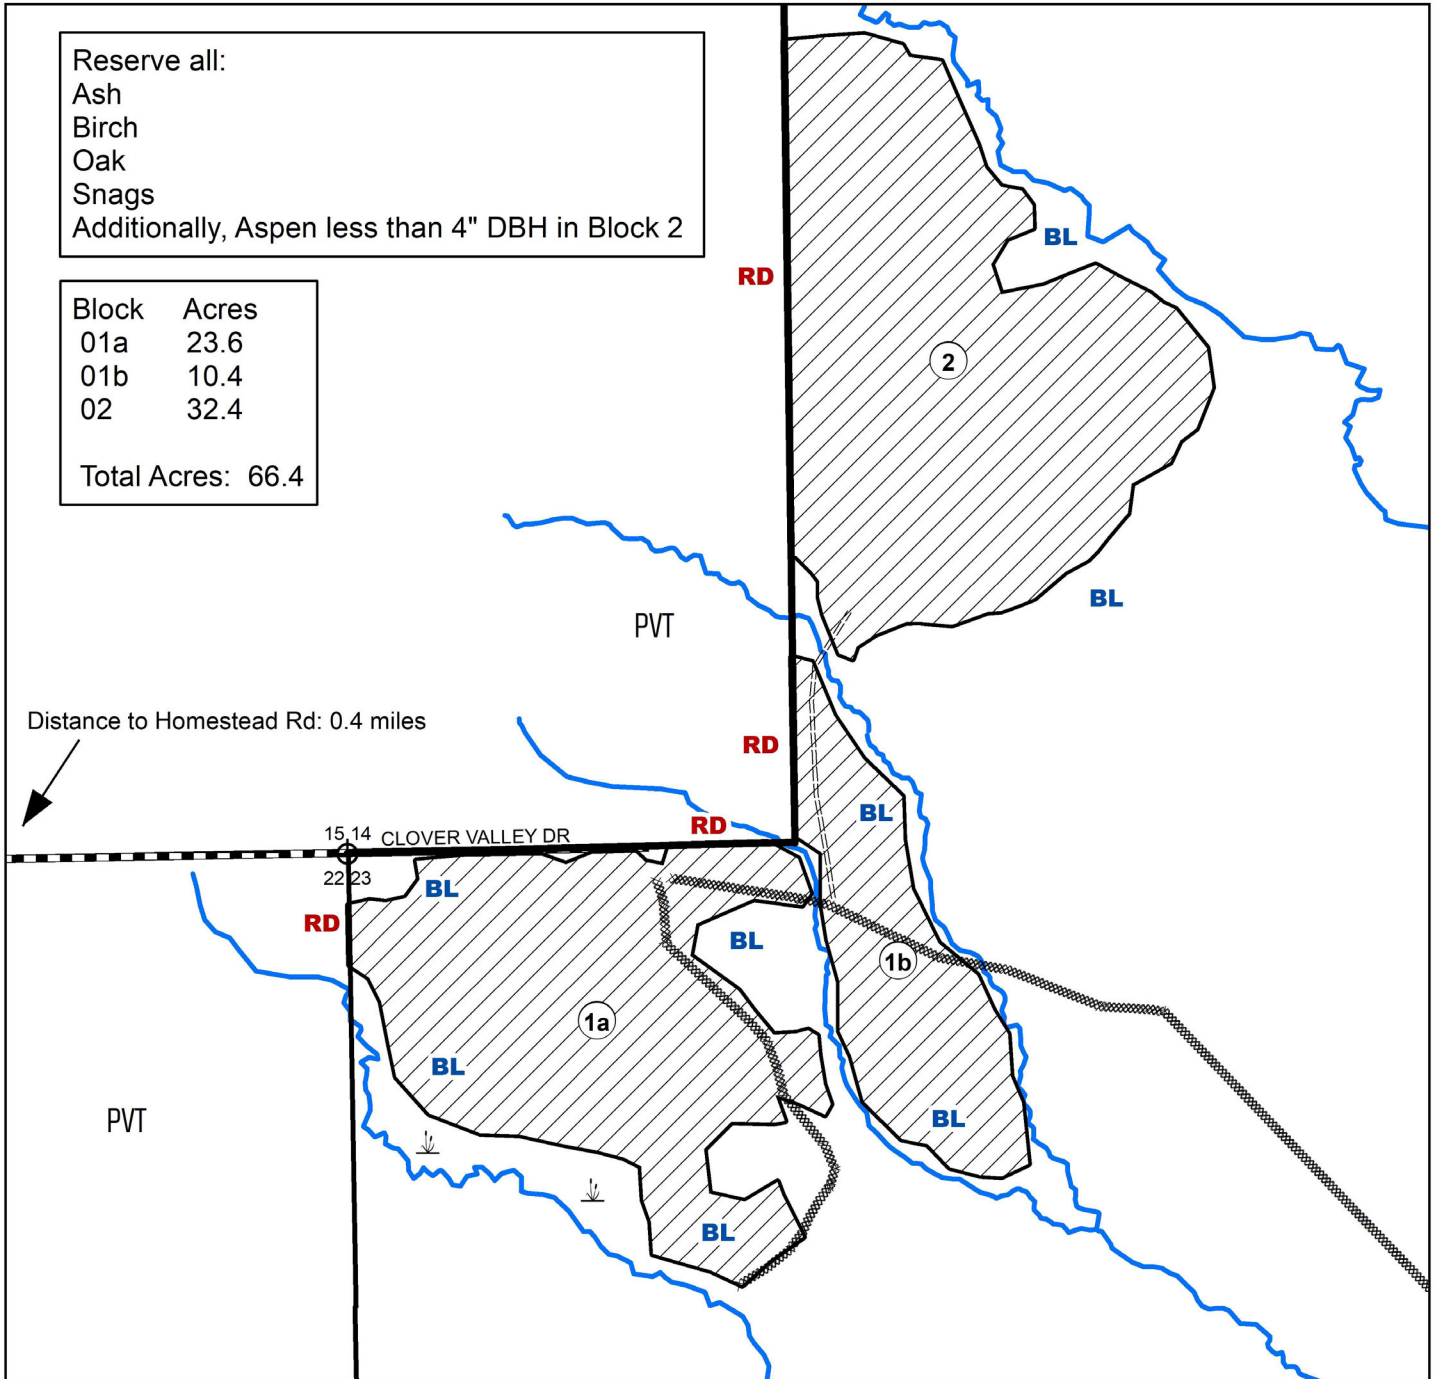 Reserve all:
Ash
Birch
Oak
Snags
Additionally, Aspen less than 4" DBH in Block 2
Block Acres
01a 23.6
01b 10.4
02 32.4
Total Acres: 66.4
BL
RD
2
BL
PVT
Distance to Homestead Rd: 0.4 miles
RD
BL
RD
15 14 CLOVER VALLEY DR
22 23
BL
RD
BL
1b
1a
BL
PVT
BL
BL